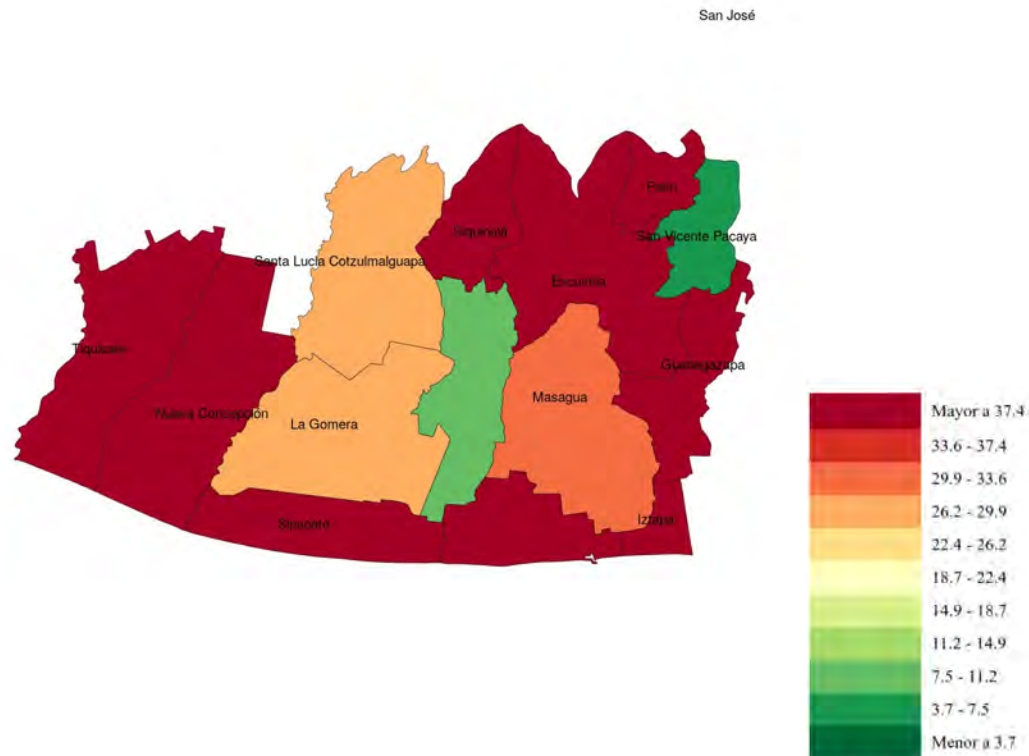 San José
Palín
Siquinalá
San Vicente Pacaya
Santa Lucía Cotzulmalguapa
Escuintla
Tiquisate
Guanagazapa
Nueva Concepción
Masagua
La Gomera
Sipacate
Iztapa
Mayor a 37.4
33.6 - 37.4
29.9 - 33.6
26.2 - 29.9
22.4 - 26.2
18.7 - 22.4
14.9 - 18.7
11.2 - 14.9
7.5 - 11.2
3.7 - 7.5
Menor a 3.7